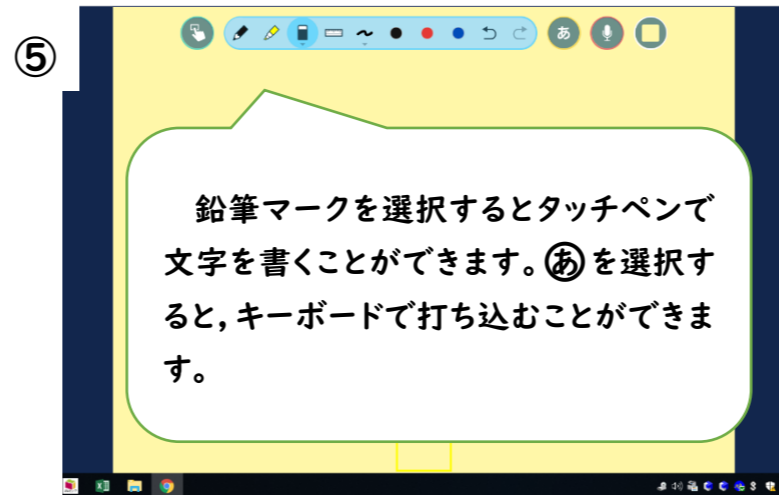 ⑤
あ
鉛筆マークを選択するとタッチペンで
文字を書くことができます。㋐を選択す
ると,キーボードで打ち込むことができま
す。